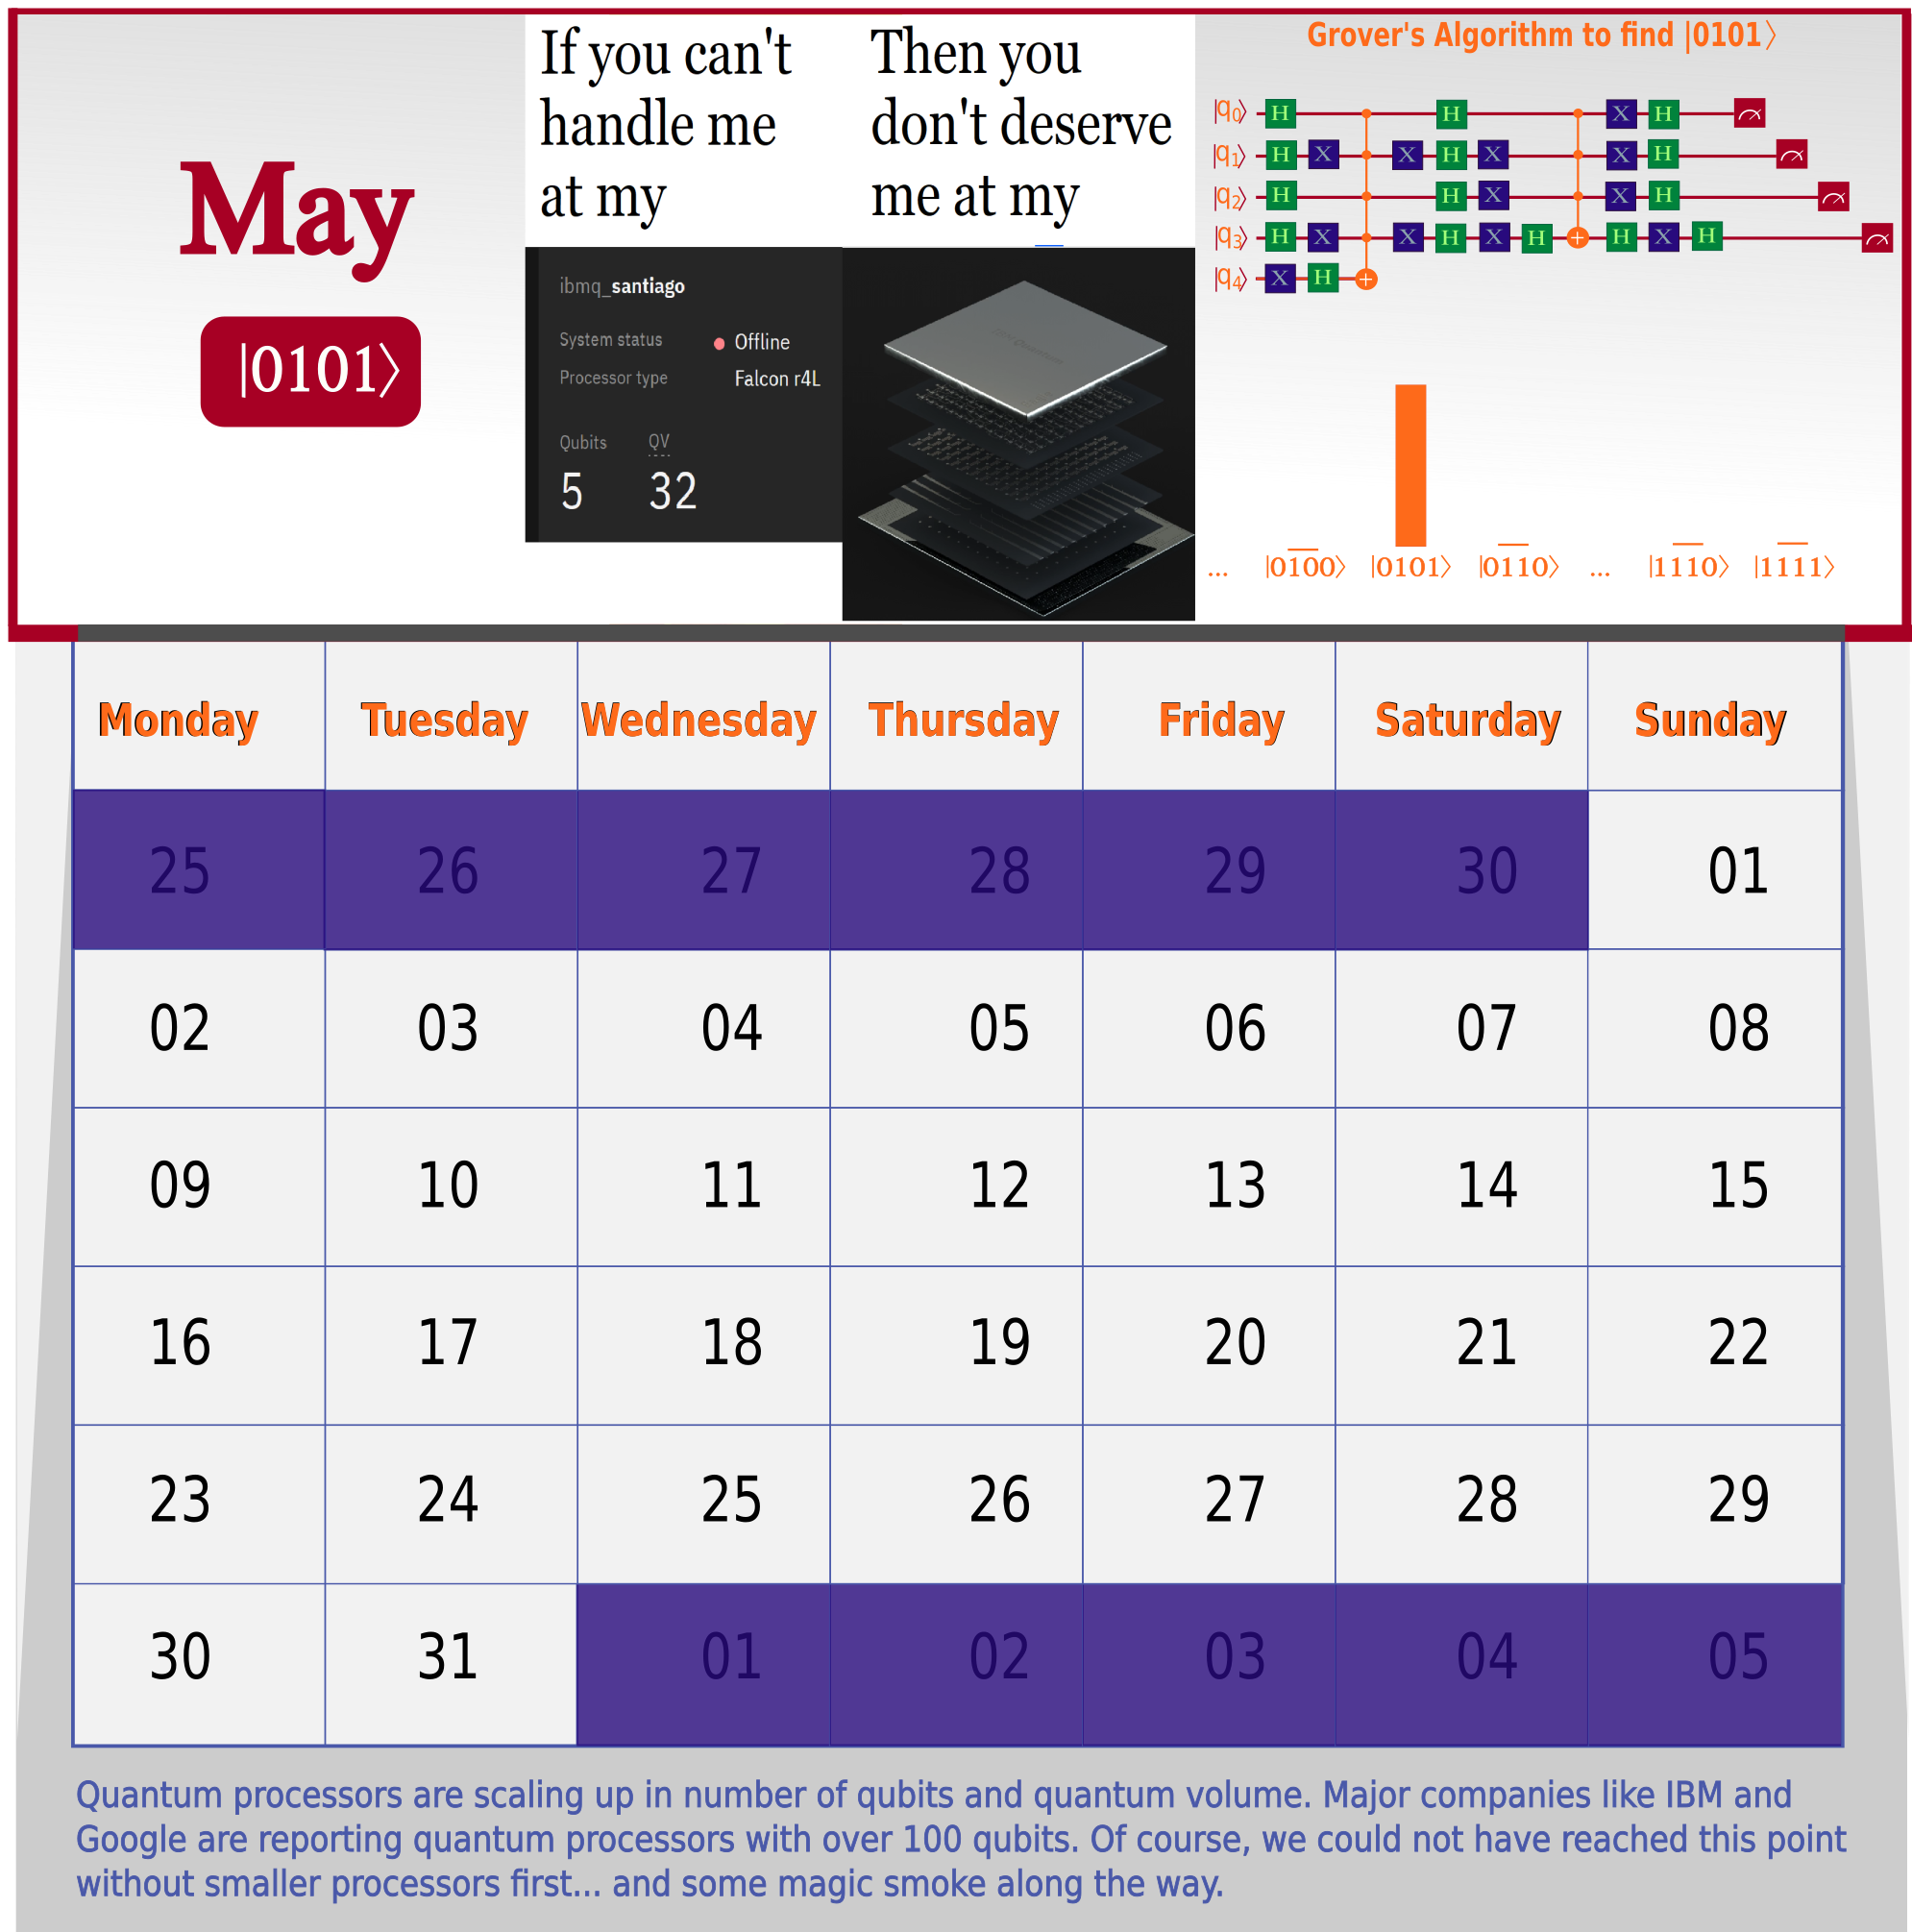 May
|0101⟩
If you can't
handle me
at my
ibmq_santiago
System status Offline
Processor type Falcon r4L
Qubits QV
5 32
Then you
don't deserve
me at my
Grover's Algorithm to find |0101⟩
|q0⟩ H H X H
|q1⟩ H X X H X X H
|q2⟩ H H X X H
|q3⟩ H X X H X H H X H
|q4⟩ X H
... |0100⟩ |0101⟩ |0110⟩ ... |1110⟩ |1111⟩
Monday Tuesday Wednesday Thursday Friday Saturday Sunday
25 26 27 28 29 30 01
02 03 04 05 06 07 08
09 10 11 12 13 14 15
16 17 18 19 20 21 22
23 24 25 26 27 28 29
30 31 01 02 03 04 05
Quantum processors are scaling up in number of qubits and quantum volume. Major companies like IBM and
Google are reporting quantum processors with over 100 qubits. Of course, we could not have reached this point
without smaller processors first... and some magic smoke along the way.